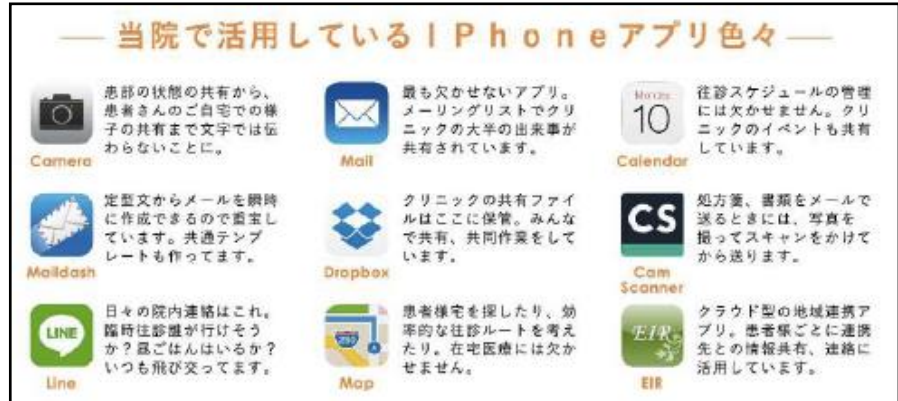 当院で活用しているIPhoneアプリ色々
患部の状態の共有から、
患者さんのご自宅での様
子の共有まで文字では伝
わらないことに。
Camera
最も欠かせないアプリ。
メーリングリストでクリ
ニックの大半の出来事が
共有されています。
Mail
10
往診スケジュールの管理
には欠かせません。クリ
ニックのイベントも共有
しています。
Calendar
定型文からメールを瞬時
に作成できるので重宝し
ています。共通テンプ
レートも作ってます。
Maildash
クリニックの共有ファイ
ルはここに保管。みんな
で共有、共同作業をして
います。
Dropbox
CS
処方箋、書類をメールで
送るときには、写真を
撮ってスキャンをかけて
から送ります。
Cam
Scanner
LINE
日々の院内連絡はこれ。
臨時往診誰が行けそう
か？昼ごはんはいるか？
いつも飛び交ってます。
Line
280
患者様宅を探したり、効
率的な往診ルートを考え
たり。在宅医療には欠か
せません。
Map
EIR
クラウド型の地域連携ア
プリ。患者様ごとに連携
先との情報共有、連絡に
活用しています。
EIR